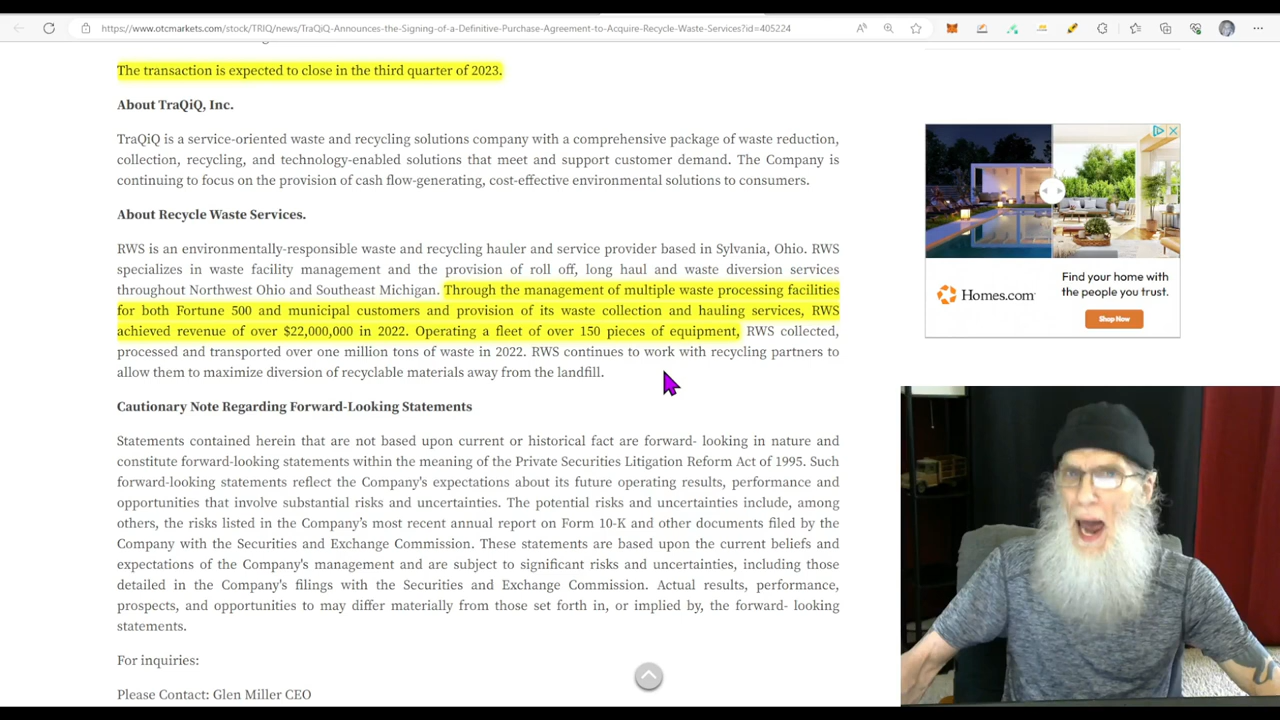 https://www.otcmarkets.com/stock/TRIQ/news/TraQiQ-Announces-the-Signing-of-a-Definitive-Purchase-Agreement-to-Acquire-Recycle-Waste-Services?id=405224
The transaction is expected to close in the third quarter of 2023.
About TraQiQ, Inc.
TraQiQ is a service-oriented waste and recycling solutions company with a comprehensive package of waste reduction,
collection, recycling, and technology-enabled solutions that meet and support customer demand. The Company is
continuing to focus on the provision of cash flow-generating, cost-effective environmental solutions to consumers.
About Recycle Waste Services.
RWS is an environmentally-responsible waste and recycling hauler and service provider based in Sylvania, Ohio. RWS
specializes in waste facility management and the provision of roll off, long haul and waste diversion services
throughout Northwest Ohio and Southeast Michigan. Through the management of multiple waste processing facilities
for both Fortune 500 and municipal customers and provision of its waste collection and hauling services, RWS
achieved revenue of over $22,000,000 in 2022. Operating a fleet of over 150 pieces of equipment, RWS collected,
processed and transported over one million tons of waste in 2022. RWS continues to work with recycling partners to
allow them to maximize diversion of recyclable materials away from the landfill.
Cautionary Note Regarding Forward-Looking Statements
Statements contained herein that are not based upon current or historical fact are forward- looking in nature and
constitute forward-looking statements within the meaning of the Private Securities Litigation Reform Act of 1995. Such
forward-looking statements reflect the Company's expectations about its future operating results, performance and
opportunities that involve substantial risks and uncertainties. The potential risks and uncertainties include, among
others, the risks listed in the Company's most recent annual report on Form 10-K and other documents filed by the
Company with the Securities and Exchange Commission. These statements are based upon the current beliefs and
expectations of the Company's management and are subject to significant risks and uncertainties, including those
detailed in the Company's filings with the Securities and Exchange Commission. Actual results, performance,
prospects, and opportunities to may differ materially from those set forth in, or implied by, the forward- looking
statements.
For inquiries:
Please Contact: Glen Miller CEO
Homes.com
Find your home with
the people you trust.
Shop Now